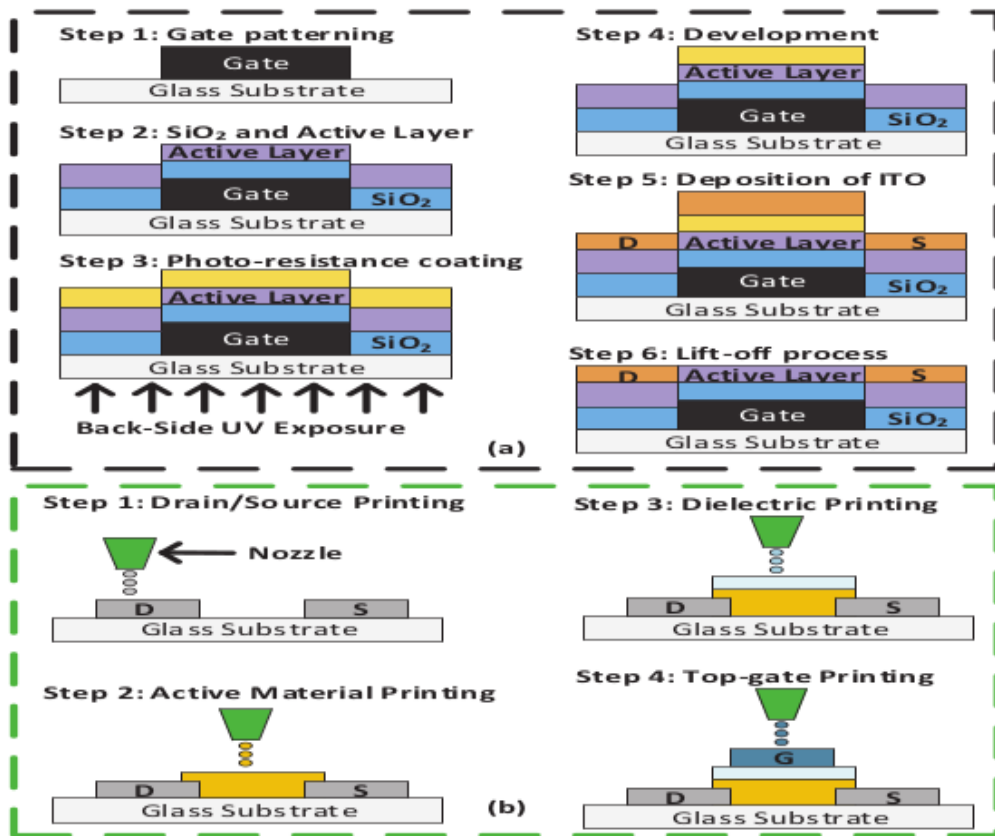 Step 1: Gate patterning
Gate
Glass Substrate
Step 2: SiO₂ and Active Layer
Active Layer
Gate
SiO₂
Glass Substrate
Step 3: Photo-resistance coating
Active Layer
Gate
SiO₂
Glass Substrate
Back-Side UV Exposure
Step 4: Development
Active Layer
Gate
SiO₂
Glass Substrate
Step 5: Deposition of ITO
D Active Layer S
Gate
SiO₂
Glass Substrate
Step 6: Lift-off process
D Active Layer S
Gate
SiO₂
Glass Substrate
(a)
Step 1: Drain/Source Printing
Nozzle
D S
Glass Substrate
Step 2: Active Material Printing
D S
Glass Substrate
Step 3: Dielectric Printing
D S
Glass Substrate
Step 4: Top-gate Printing
G
D S
Glass Substrate
(b)